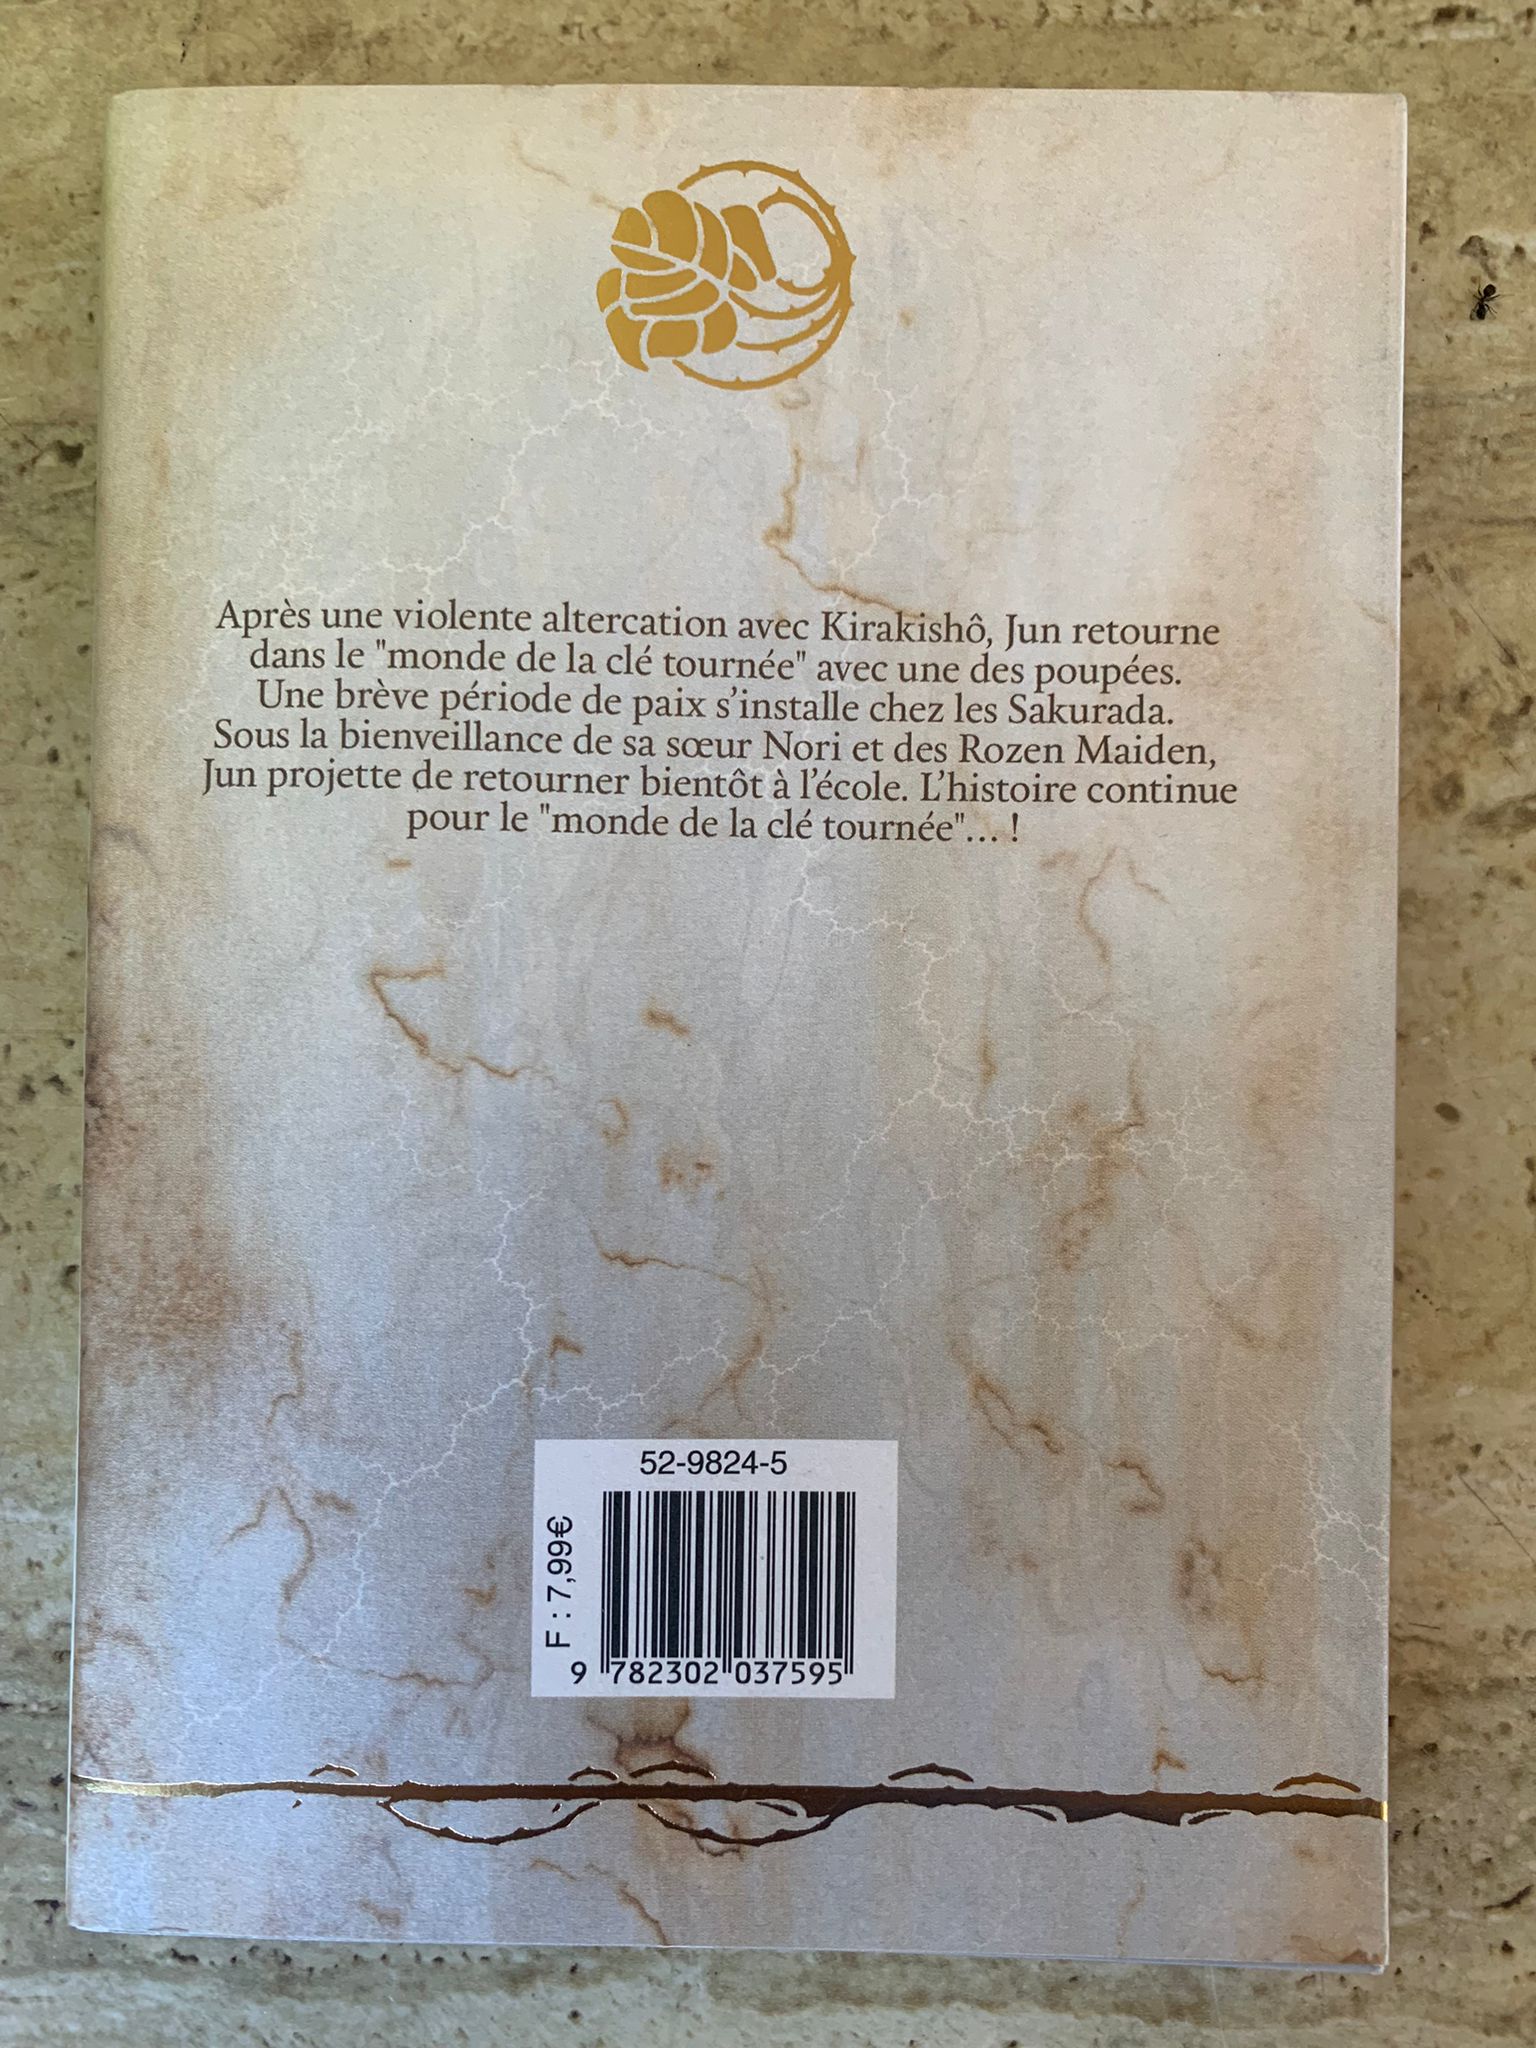 Après une violente altercation avec Kirakishô, Jun retourne
dans le "monde de la clé tournée" avec une des poupées.
Une brève période de paix s'installe chez les Sakurada.
Sous la bienveillance de sa sœur Nori et des Rozen Maiden,
Jun projette de retourner bientôt à l'école. L'histoire continue
pour le "monde de la clé tournée"... !
52-9824-5
F : 7,99€
9 782302 037595